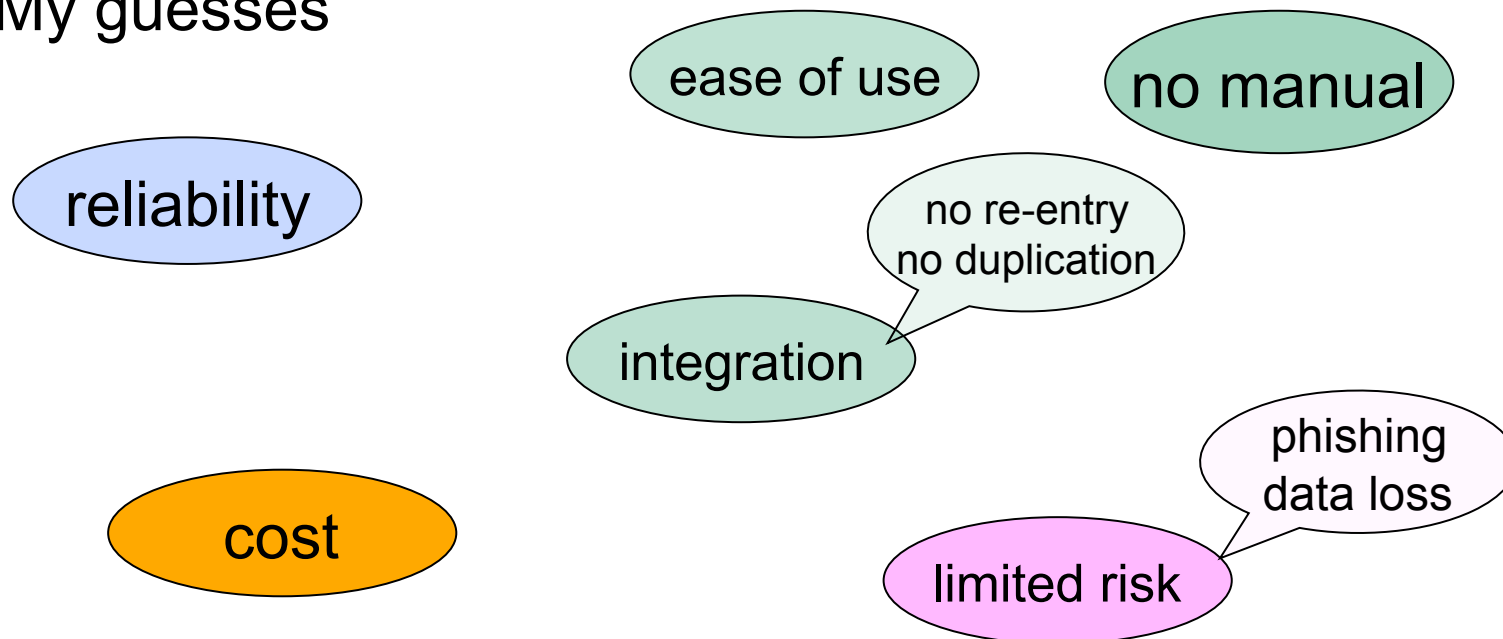 My guesses
ease of use
no manual
reliability
no re-entry
no duplication
integration
phishing
data loss
cost
limited risk